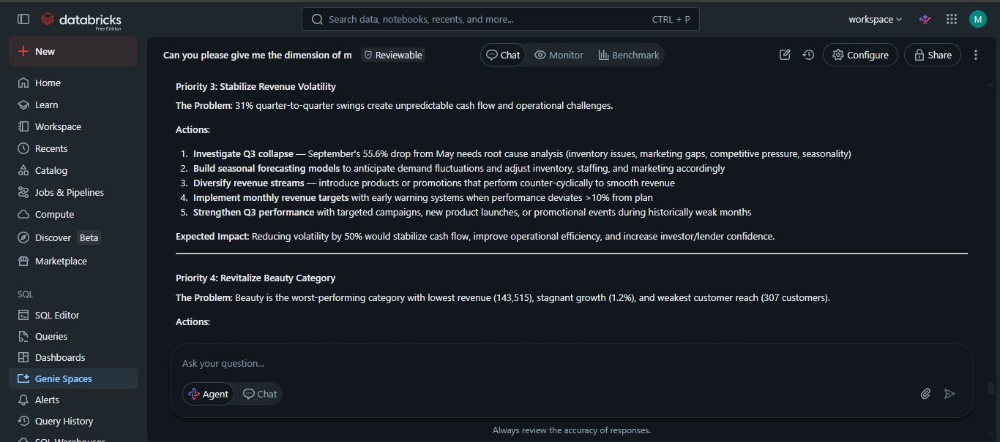 databricks
Free Edition
Search data, notebooks, recents, and more...
CTRL + P
workspace
M
New
Home
Learn
Workspace
Recents
Catalog
Jobs & Pipelines
Compute
Discover Beta
Marketplace
SQL
SQL Editor
Queries
Dashboards
Genie Spaces
Alerts
Query History
SQL Warehouses
Can you please give me the dimension of m
Reviewable
Chat
Monitor
Benchmark
Configure
Share
Priority 3: Stabilize Revenue Volatility
The Problem: 31% quarter-to-quarter swings create unpredictable cash flow and operational challenges.
Actions:
1. Investigate Q3 collapse — September's 55.6% drop from May needs root cause analysis (inventory issues, marketing gaps, competitive pressure, seasonality)
2. Build seasonal forecasting models to anticipate demand fluctuations and adjust inventory, staffing, and marketing accordingly
3. Diversify revenue streams — introduce products or promotions that perform counter-cyclically to smooth revenue
4. Implement monthly revenue targets with early warning systems when performance deviates >10% from plan
5. Strengthen Q3 performance with targeted campaigns, new product launches, or promotional events during historically weak months
Expected Impact: Reducing volatility by 50% would stabilize cash flow, improve operational efficiency, and increase investor/lender confidence.
Priority 4: Revitalize Beauty Category
The Problem: Beauty is the worst-performing category with lowest revenue (143,515), stagnant growth (1.2%), and weakest customer reach (307 customers).
Actions:
Ask your question...
Agent
Chat
Always review the accuracy of responses.